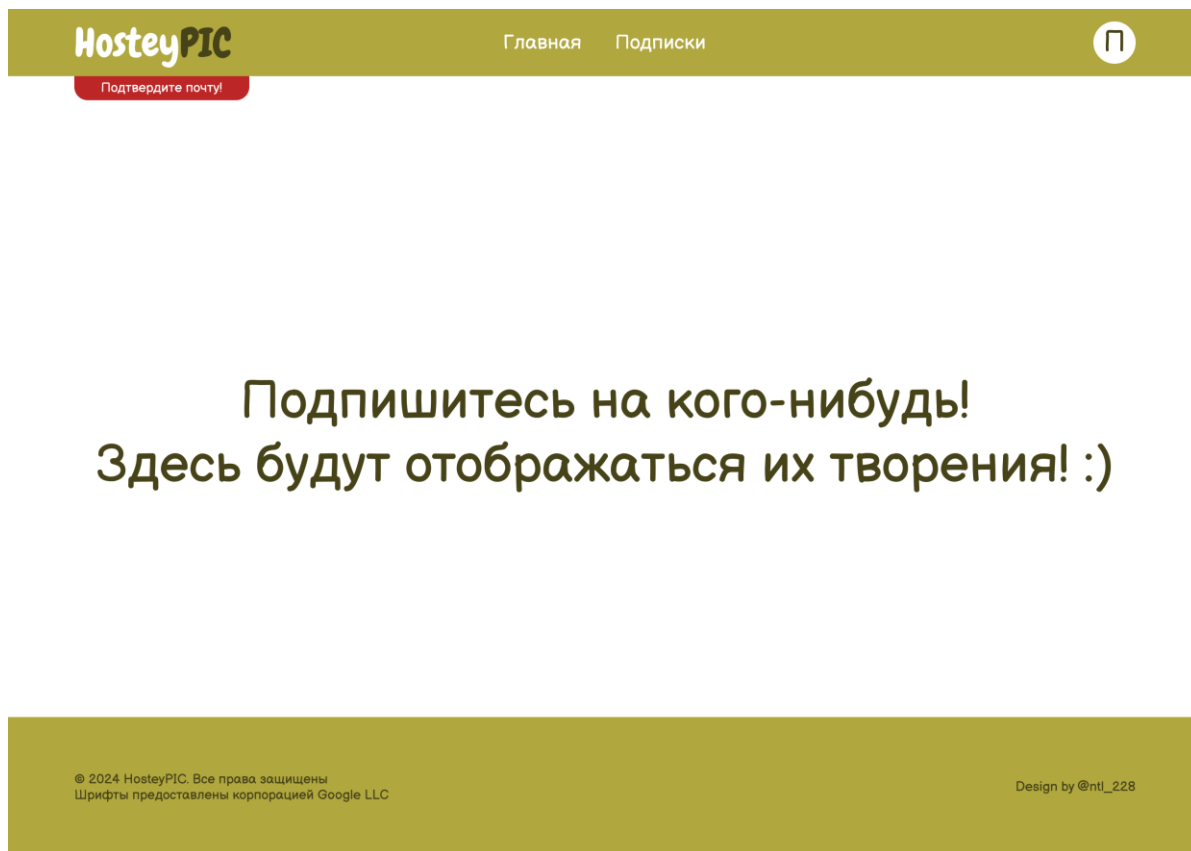 HosteyPIC
Главная Подписки
П
Подтвердите почту!
Подпишитесь на кого-нибудь!
Здесь будут отображаться их творения! :)
© 2024 HosteyPIC. Все права защищены
Шрифты предоставлены корпорацией Google LLC
Design by @ntl_228